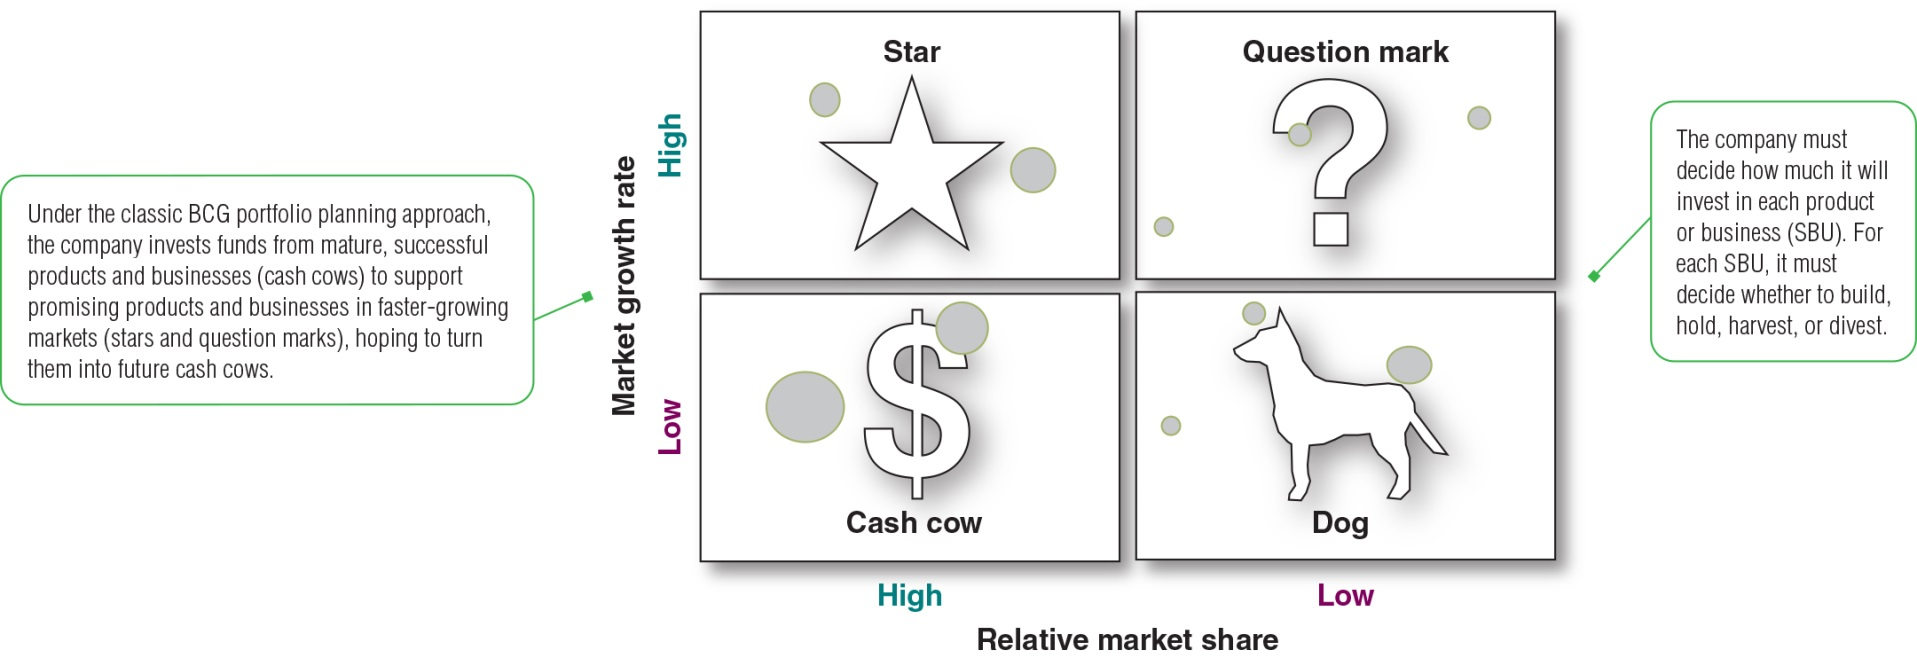 Under the classic BCG portfolio planning approach,
the company invests funds from mature, successful
products and businesses (cash cows) to support
promising products and businesses in faster-growing
markets (stars and question marks), hoping to turn
them into future cash cows.
Market growth rate
High
Low
Star
Question mark
?
$
Cash cow
Dog
High
Low
Relative market share
The company must
decide how much it will
invest in each product
or business (SBU). For
each SBU, it must
decide whether to build,
hold, harvest, or divest.